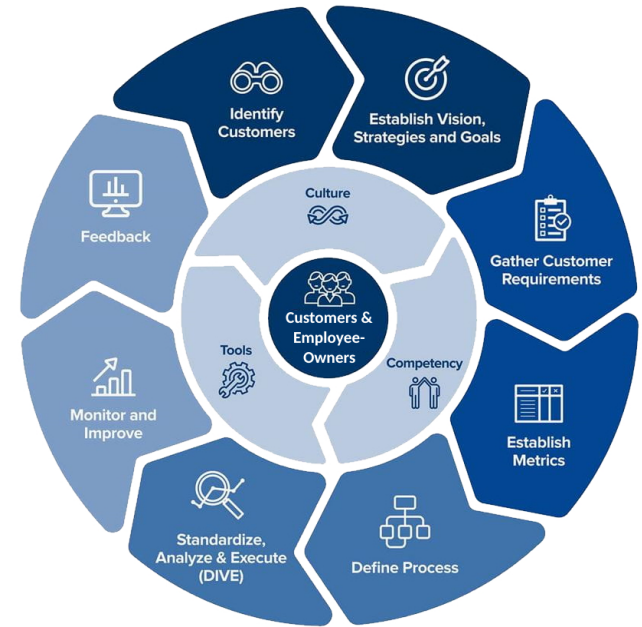 Identify
Customers
Establish Vision,
Strategies and Goals
Gather Customer
Requirements
Establish
Metrics
Define Process
Standardize,
Analyze & Execute
(DIVE)
Monitor and
Improve
Feedback
Culture
Competency
Tools
Customers &
Employee-
Owners